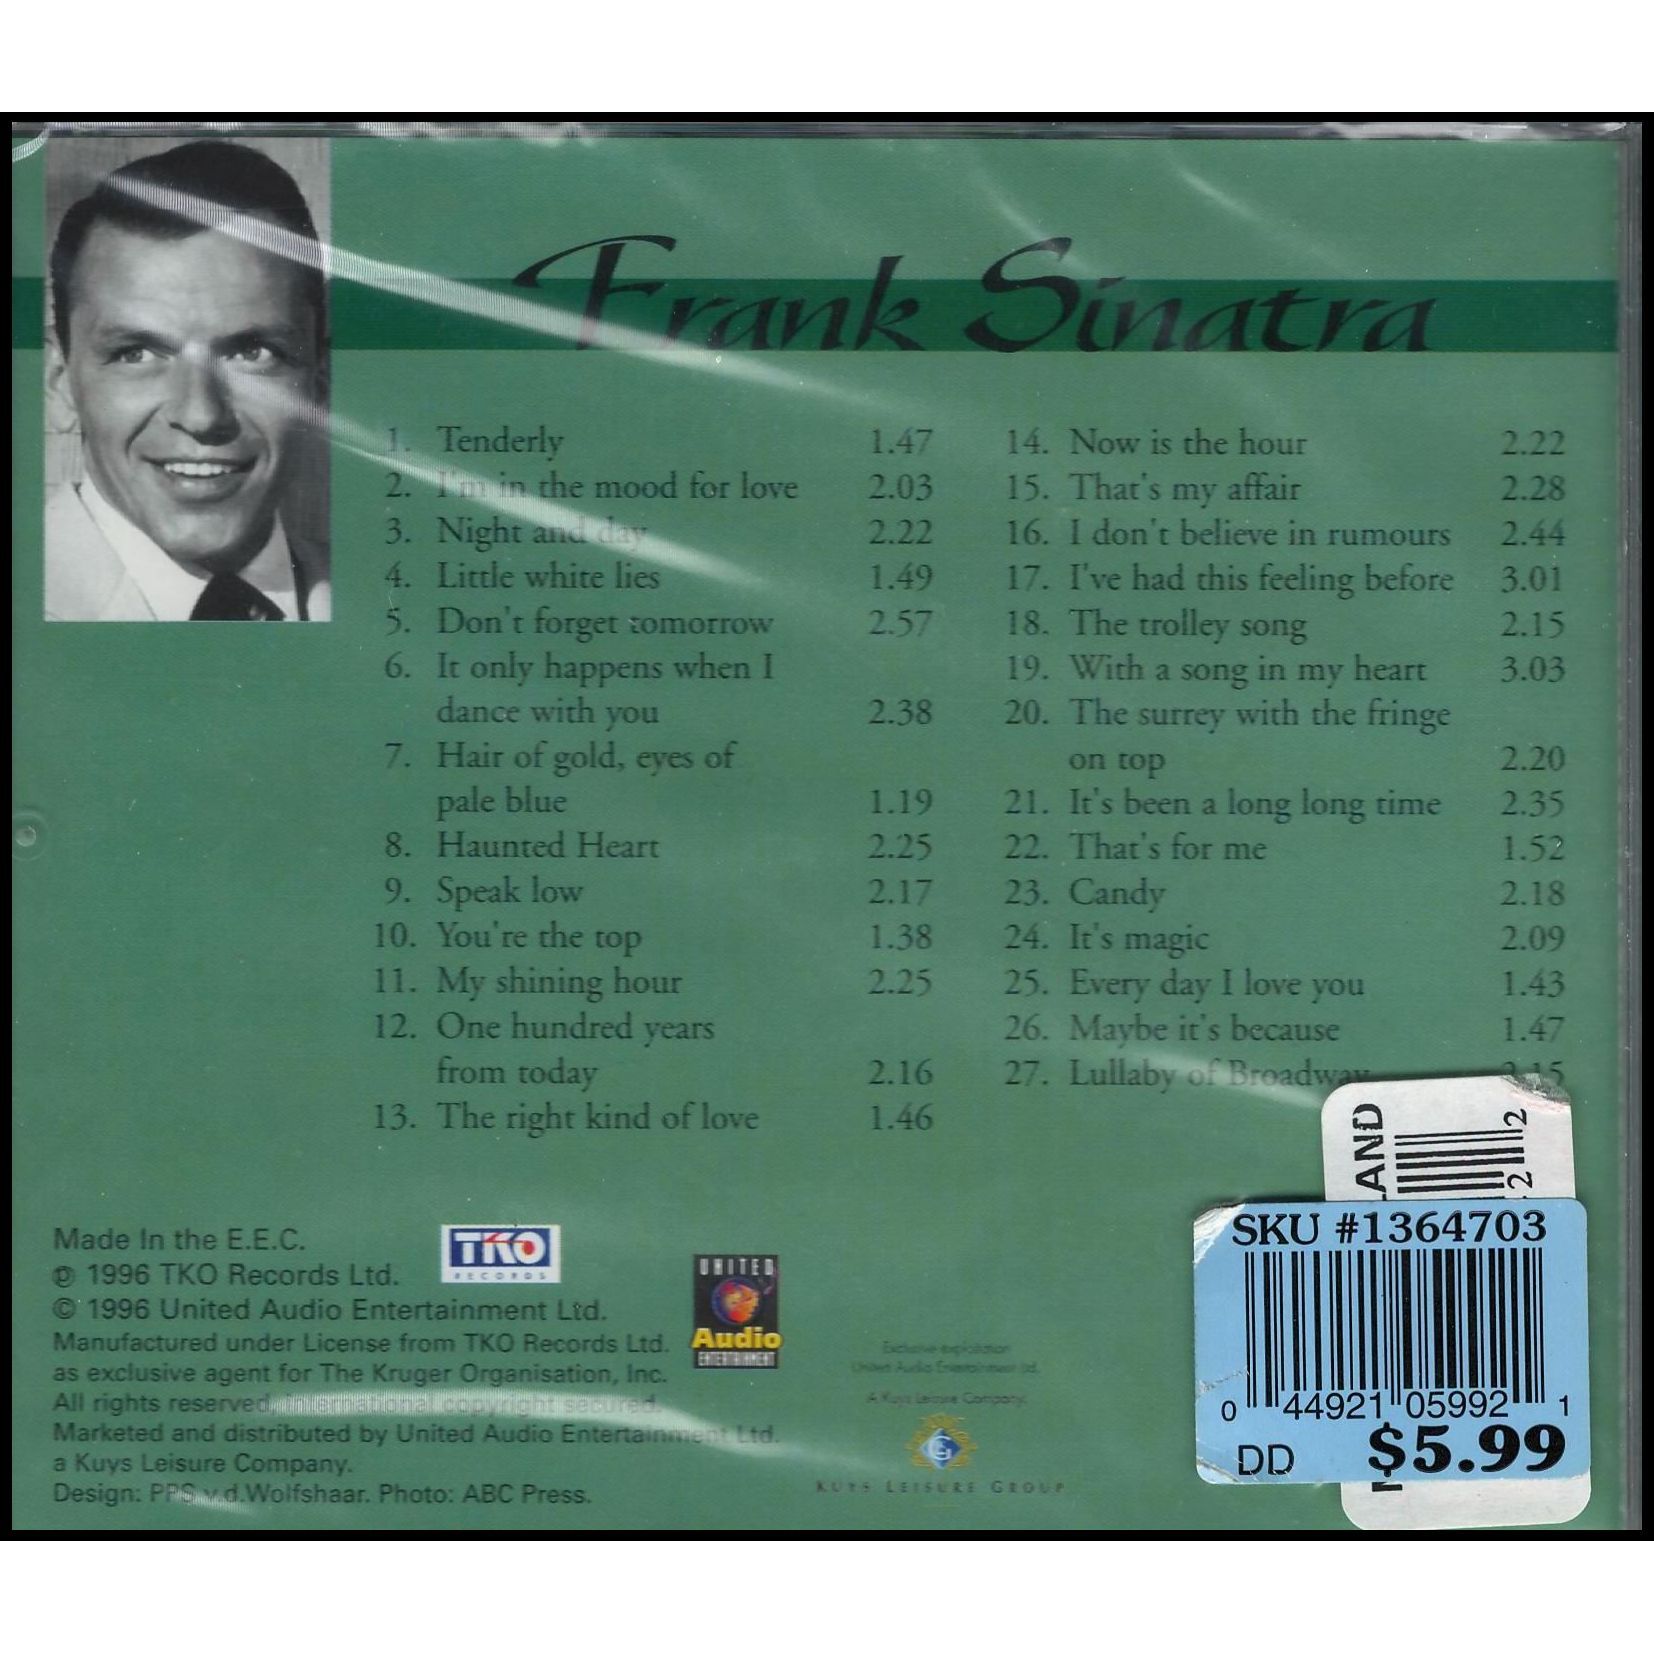 Frank Sinatra
1. Tenderly 1.47
2. I'm in the mood for love 2.03
3. Night and day 2.22
4. Little white lies 1.49
5. Don't forget tomorrow 2.57
6. It only happens when I
dance with you 2.38
7. Hair of gold, eyes of
pale blue 1.19
8. Haunted Heart 2.25
9. Speak low 2.17
10. You're the top 1.38
11. My shining hour 2.25
12. One hundred years
from today 2.16
13. The right kind of love 1.46
14. Now is the hour 2.22
15. That's my affair 2.28
16. I don't believe in rumours 2.44
17. I've had this feeling before 3.01
18. The trolley song 2.15
19. With a song in my heart 3.03
20. The surrey with the fringe
on top 2.20
21. It's been a long long time 2.35
22. That's for me 1.52
23. Candy 2.18
24. It's magic 2.09
25. Every day I love you 1.43
26. Maybe it's because 1.47
27. Lullaby of Broadway 2.15
Made In the E.E.C.
℗ 1996 TKO Records Ltd.
© 1996 United Audio Entertainment Ltd.
Manufactured under License from TKO Records Ltd.
as exclusive agent for The Kruger Organisation, Inc.
All rights reserved, international copyright secured.
Marketed and distributed by United Audio Entertainment Ltd.
a Kuys Leisure Company.
Design: PPS v.d.Wolfshaar. Photo: ABC Press.
TKO
RECORDS
UNITED
Audio
ENTERTAINMENT
Exclusive exploitation
United Audio Entertainment Ltd.
A Kuys Leisure Company.
KUYS LEISURE GROUP
SKU #1364703
0 44921 05992 1
DD $5.99